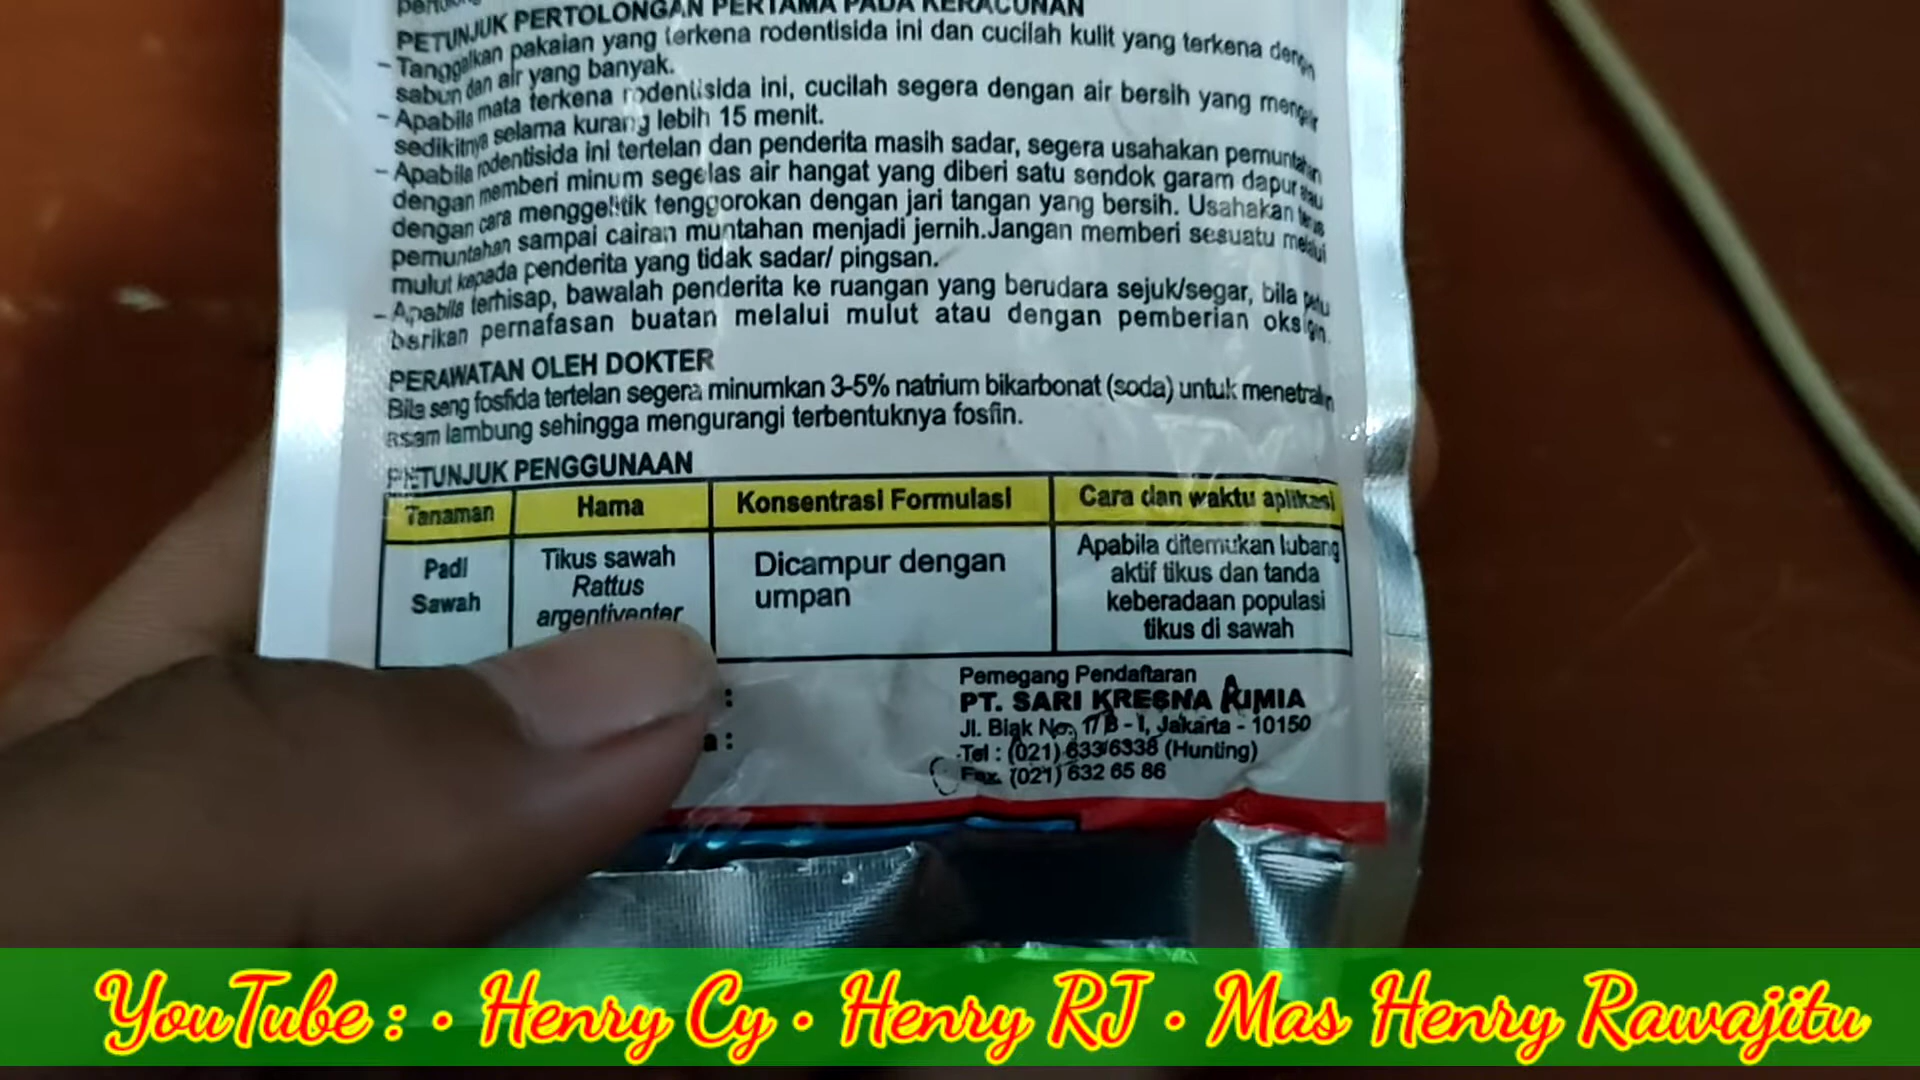 PETUNJUK PERTOLONGAN PERTAMA PADA KERACUNAN
- Tanggalkan pakaian yang terkena rodentisida ini dan cucilah kulit yang terkena dengan
sabun dan air yang banyak.
- Apabila mata terkena rodentisida ini, cucilah segera dengan air bersih yang mengalir
sedikitnya selama kurang lebih 15 menit.
- Apabila rodentisida ini tertelan dan penderita masih sadar, segera usahakan pemuntahan
dengan memberi minum segelas air hangat yang diberi satu sendok garam dapur atau
dengan cara menggelitik tenggorokan dengan jari tangan yang bersih. Usahakan terus
pemuntahan sampai cairan muntahan menjadi jernih.Jangan memberi sesuatu melalui
mulut kepada penderita yang tidak sadar/ pingsan.
- Apabila terhisap, bawalah penderita ke ruangan yang berudara sejuk/segar, bila perlu
berikan pernafasan buatan melalui mulut atau dengan pemberian oksigen.
PERAWATAN OLEH DOKTER
Bila seng fosfida tertelan segera minumkan 3-5% natrium bikarbonat (soda) untuk menetralkan
asam lambung sehingga mengurangi terbentuknya fosfin.
PETUNJUK PENGGUNAAN
Tanaman Hama Konsentrasi Formulasi Cara dan waktu aplikasi
Padi Sawah
Tikus sawah
Rattus
argentiventer
Dicampur dengan
umpan
Apabila ditemukan lubang
aktif tikus dan tanda
keberadaan populasi
tikus di sawah
:
a :
Pemegang Pendaftaran
PT. SARI KRESNA KIMIA
Jl. Biak No. 17 B - 1, Jakarta - 10150
Tel : (021) 633 6338 (Hunting)
Fax. (021) 632 65 86
YouTube : • Henry Cy • Henry RJ • Mas Henry Rawajitu